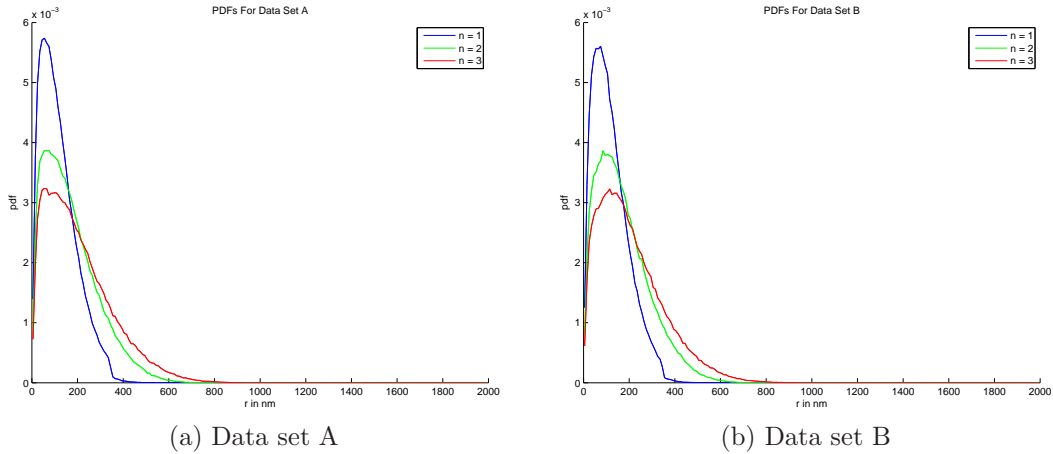 PDFs For Data Set A
6 x 10⁻³
5
4
3
2
1
0
pdf
0 200 400 600 800 1000 1200 1400 1600 1800 2000
r in nm
n = 1
n = 2
n = 3
(a) Data set A
PDFs For Data Set B
6 x 10⁻³
5
4
3
2
1
0
pdf
0 200 400 600 800 1000 1200 1400 1600 1800 2000
r in nm
n = 1
n = 2
n = 3
(b) Data set B